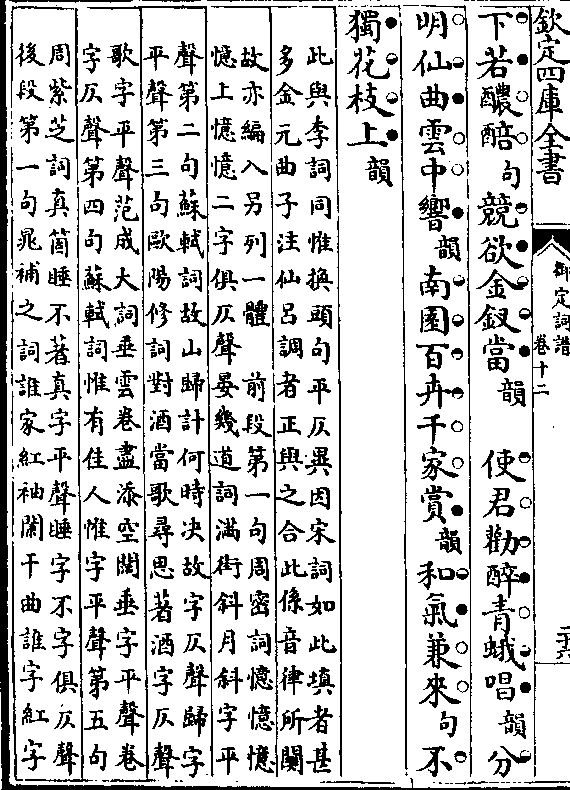 欽定四庫全書
御定詞譜
卷十二
二六
下若醲醅句競欲金釵當韻 使君勸醉青蛾唱韻分
明仙曲雲中響韻南園百卉千家賞韻和氣兼來句不
獨花枝上韻
此與李詞同惟換頭句平仄異因宋詞如此填者甚
多金元曲子注仙呂調者正與之合此係音律所關
故亦編入另列一體 前段第一句周密詞憶憶憶
憶上憶憶二字俱仄聲晏幾道詞滿街斜月斜字平
聲第二句蘇軾詞故山歸計何時決故字仄聲歸字
平聲第三句歐陽修詞對酒當歌尋思著酒字仄聲
歌字平聲范成大詞垂雲卷盡添空闊垂字平聲卷
字仄聲第四句蘇軾詞惟有佳人惟字平聲第五句
周紫芝詞真箇睡不著真字平聲睡字不字俱仄聲
後段第一句晁補之詞誰家紅袖闌干曲誰字紅字